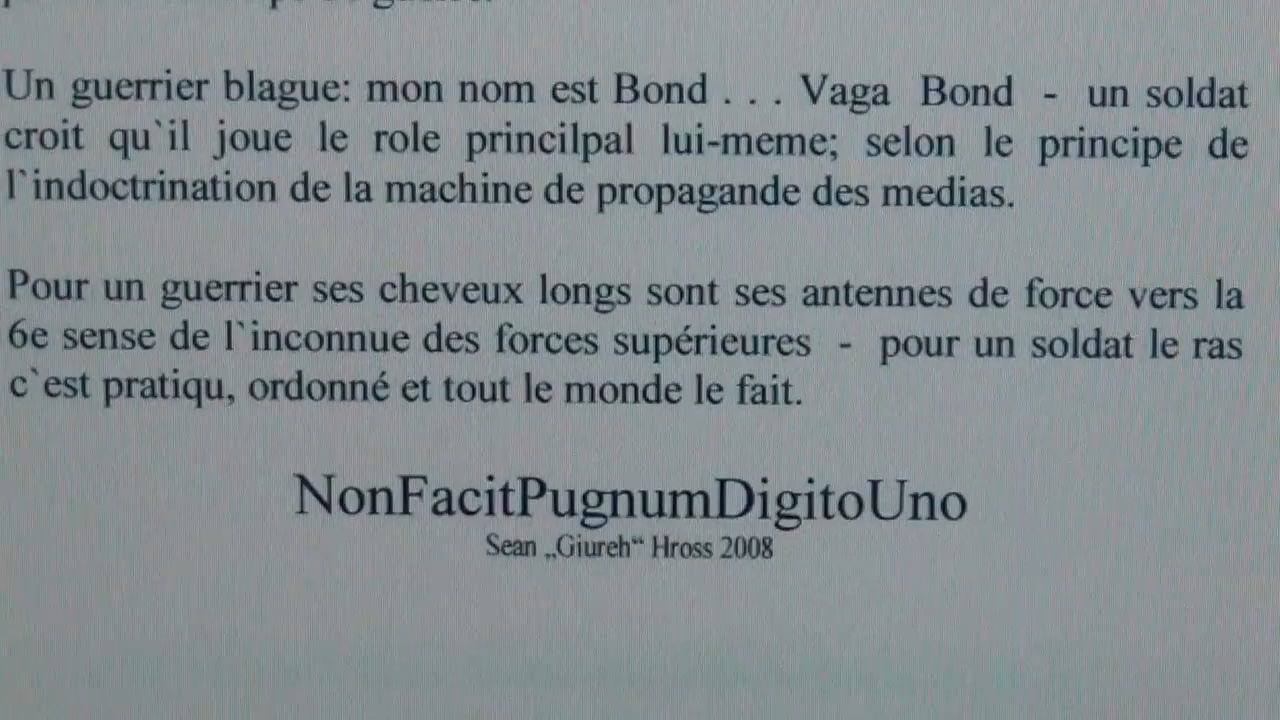 Un guerrier blague: mon nom est Bond . . . Vaga Bond - un soldat
croit qu`il joue le role princilpal lui-meme; selon le principe de
l`indoctrination de la machine de propagande des medias.
Pour un guerrier ses cheveux longs sont ses antennes de force vers la
6e sense de l`inconnue des forces supérieures - pour un soldat le ras
c`est pratiqu, ordonné et tout le monde le fait.
NonFacitPugnumDigitoUno
Sean „Giureh“ Hross 2008